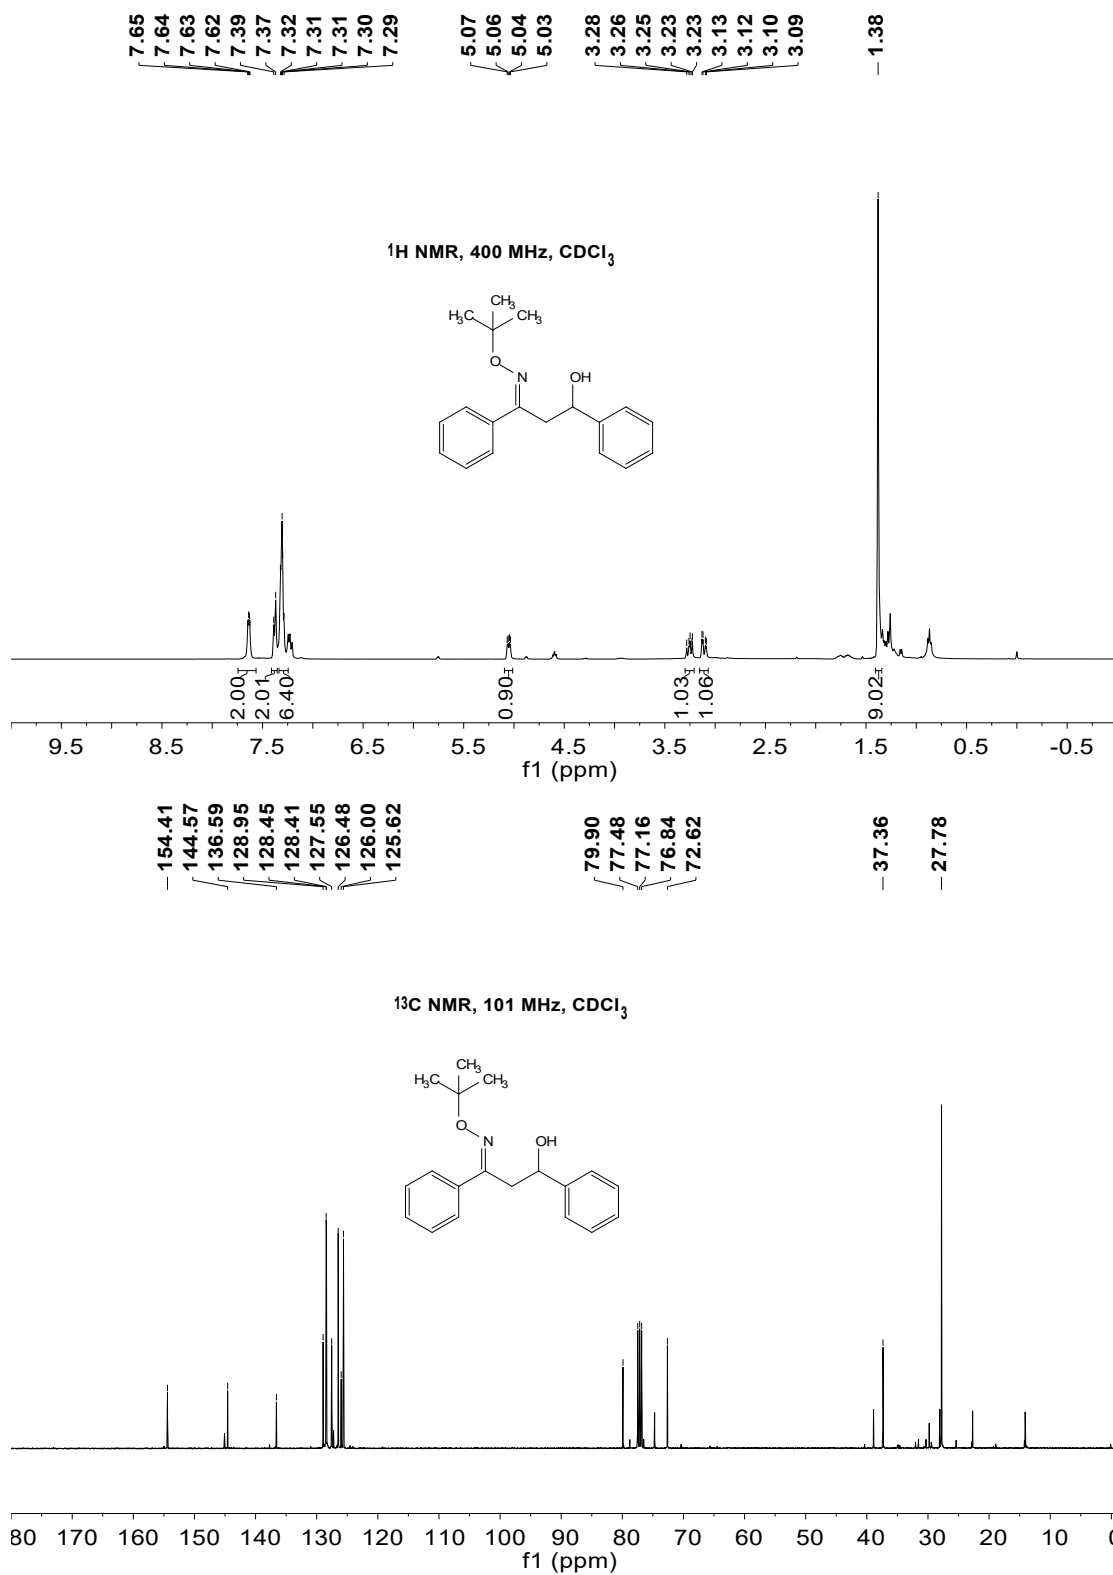 7.65 7.64 7.63 7.62 7.39 7.37 7.32 7.31 7.31 7.30 7.29 5.07 5.06 5.04 5.03 3.28 3.26 3.25 3.23 3.23 3.13 3.12 3.10 3.09 1.38
¹H NMR, 400 MHz, CDCl₃
CH₃
H₃C CH₃
O N OH
2.00 2.01 6.40 0.90 1.03 1.06 9.02
9.5 8.5 7.5 6.5 5.5 4.5 3.5 2.5 1.5 0.5 -0.5
f1 (ppm)
154.41 144.57 136.59 128.95 128.45 128.41 127.55 126.48 126.00 125.62 79.90 77.48 77.16 76.84 72.62 37.36 27.78
¹³C NMR, 101 MHz, CDCl₃
CH₃
H₃C CH₃
O N OH
80 170 160 150 140 130 120 110 100 90 80 70 60 50 40 30 20 10 0
f1 (ppm)